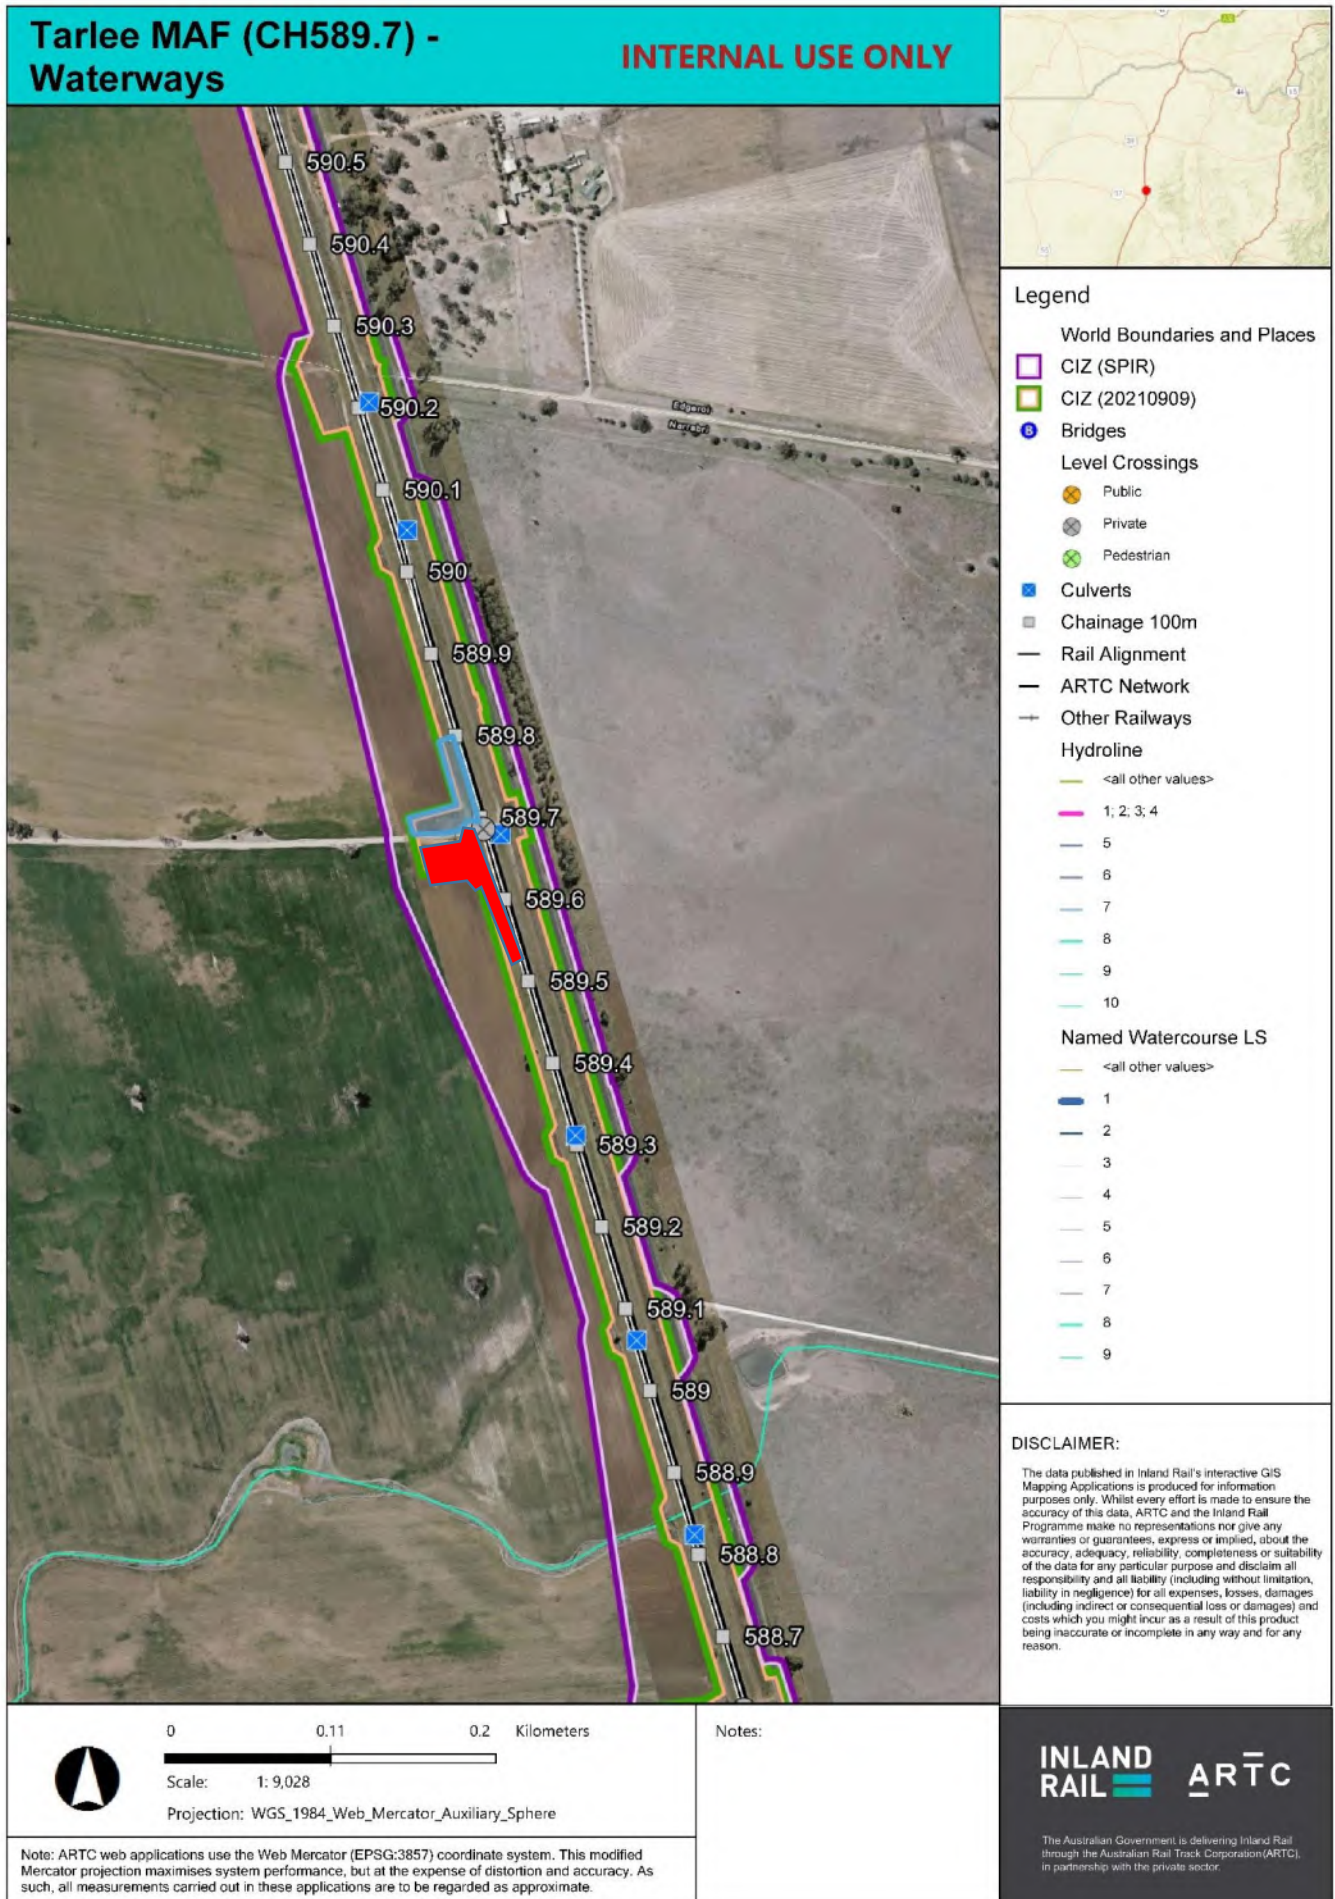 Tarlee MAF (CH589.7) -
Waterways
INTERNAL USE ONLY
590.5
590.4
590.3
590.2
Edgeroi
Narrabri
590.1
590
589.9
589.8
589.7
589.6
589.5
589.4
589.3
589.2
589.1
589
588.9
588.8
588.7
Legend
World Boundaries and Places
CIZ (SPIR)
CIZ (20210909)
B Bridges
Level Crossings
Public
Private
Pedestrian
Culverts
Chainage 100m
Rail Alignment
ARTC Network
Other Railways
Hydroline
<all other values>
1; 2; 3; 4
5
6
7
8
9
10
Named Watercourse LS
<all other values>
1
2
3
4
5
6
7
8
9
DISCLAIMER:
The data published in Inland Rail's interactive GIS
Mapping Applications is produced for information
purposes only. Whilst every effort is made to ensure the
accuracy of this data, ARTC and the Inland Rail
Programme make no representations nor give any
warranties or guarantees, express or implied, about the
accuracy, adequacy, reliability, completeness or suitability
of the data for any particular purpose and disclaim all
responsibility and all liability (including without limitation,
liability in negligence) for all expenses, losses, damages
(including indirect or consequential loss or damages) and
costs which you might incur as a result of this product
being inaccurate or incomplete in any way and for any
reason.
0 0.11 0.2 Kilometers
Scale: 1: 9,028
Projection: WGS_1984_Web_Mercator_Auxiliary_Sphere
Notes:
Note: ARTC web applications use the Web Mercator (EPSG:3857) coordinate system. This modified
Mercator projection maximises system performance, but at the expense of distortion and accuracy. As
such, all measurements carried out in these applications are to be regarded as approximate.
INLAND
RAIL
ARTC
The Australian Government is delivering Inland Rail
through the Australian Rail Track Corporation (ARTC),
in partnership with the private sector.